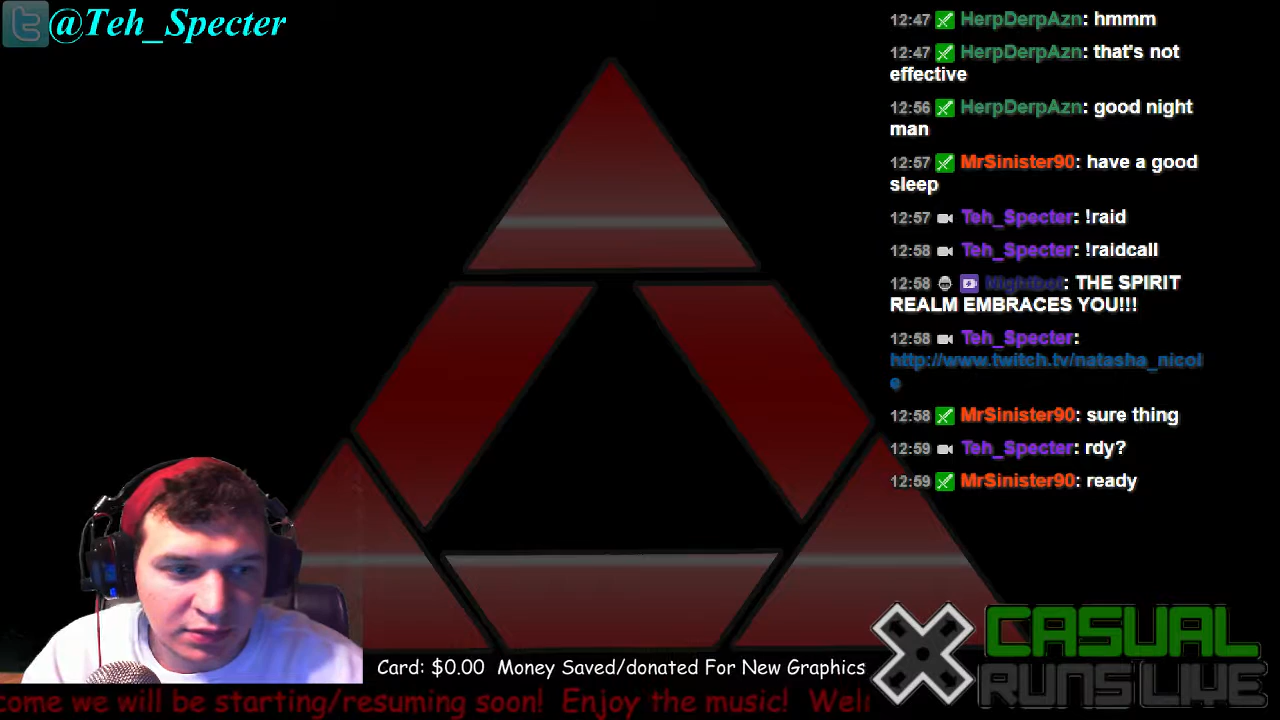 @Teh_Specter
12:47 HerpDerpAzn: hmmm
12:47 HerpDerpAzn: that's not
effective
12:56 HerpDerpAzn: good night
man
12:57 MrSinister90: have a good
sleep
12:57 Teh_Specter: !raid
12:58 Teh_Specter: !raidcall
12:58 Nightbot: THE SPIRIT
REALM EMBRACES YOU!!!
12:58 Teh_Specter:
http://www.twitch.tv/natasha_nicol
e
12:58 MrSinister90: sure thing
12:59 Teh_Specter: rdy?
12:59 MrSinister90: ready
CASUAL
RUNS LIVE
Card: $0.00 Money Saved/donated For New Graphics
come we will be starting/resuming soon! Enjoy the music! Wel